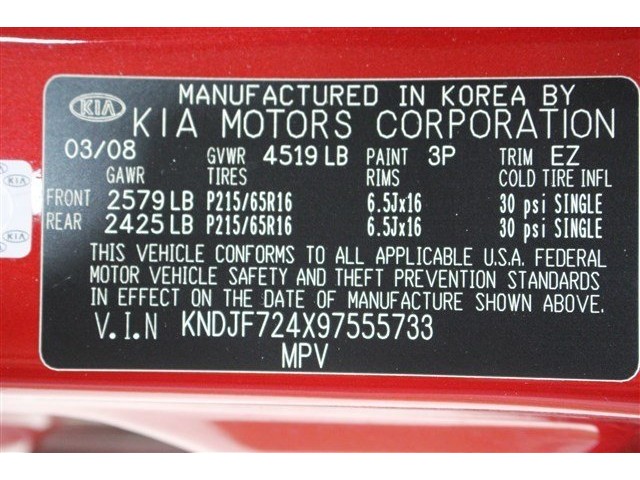 MANUFACTURED IN KOREA BY
KIA KIA MOTORS CORPORATION
03/08 GVWR 4519 LB PAINT 3P TRIM EZ
GAWR TIRES RIMS COLD TIRE INFL
FRONT 2579 LB P215/65R16 6.5Jx16 30 psi SINGLE
REAR 2425 LB P215/65R16 6.5Jx16 30 psi SINGLE
THIS VEHICLE CONFORMS TO ALL APPLICABLE U.S.A. FEDERAL
MOTOR VEHICLE SAFETY AND THEFT PREVENTION STANDARDS
IN EFFECT ON THE DATE OF MANUFACTURE SHOWN ABOVE.
V.I.N KNDJF724X97555733
MPV
KIA
KIA